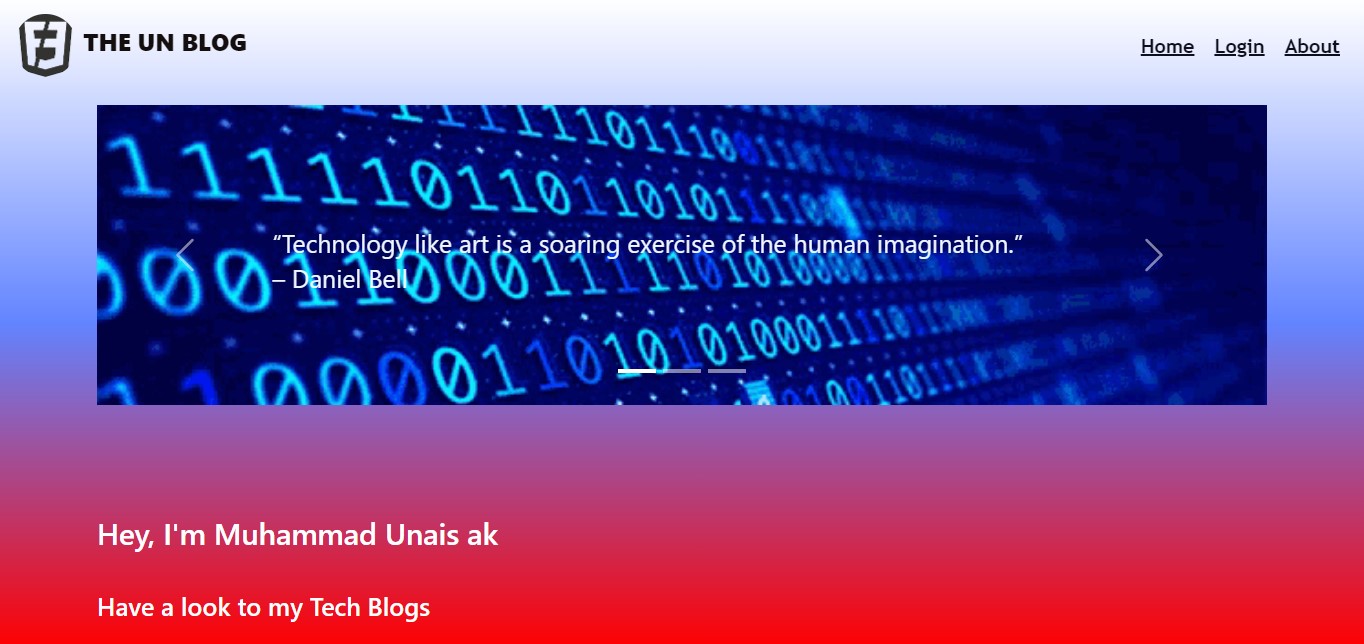 THE UN BLOG
Home Login About
“Technology like art is a soaring exercise of the human imagination.”
– Daniel Bell
Hey, I'm Muhammad Unais ak
Have a look to my Tech Blogs